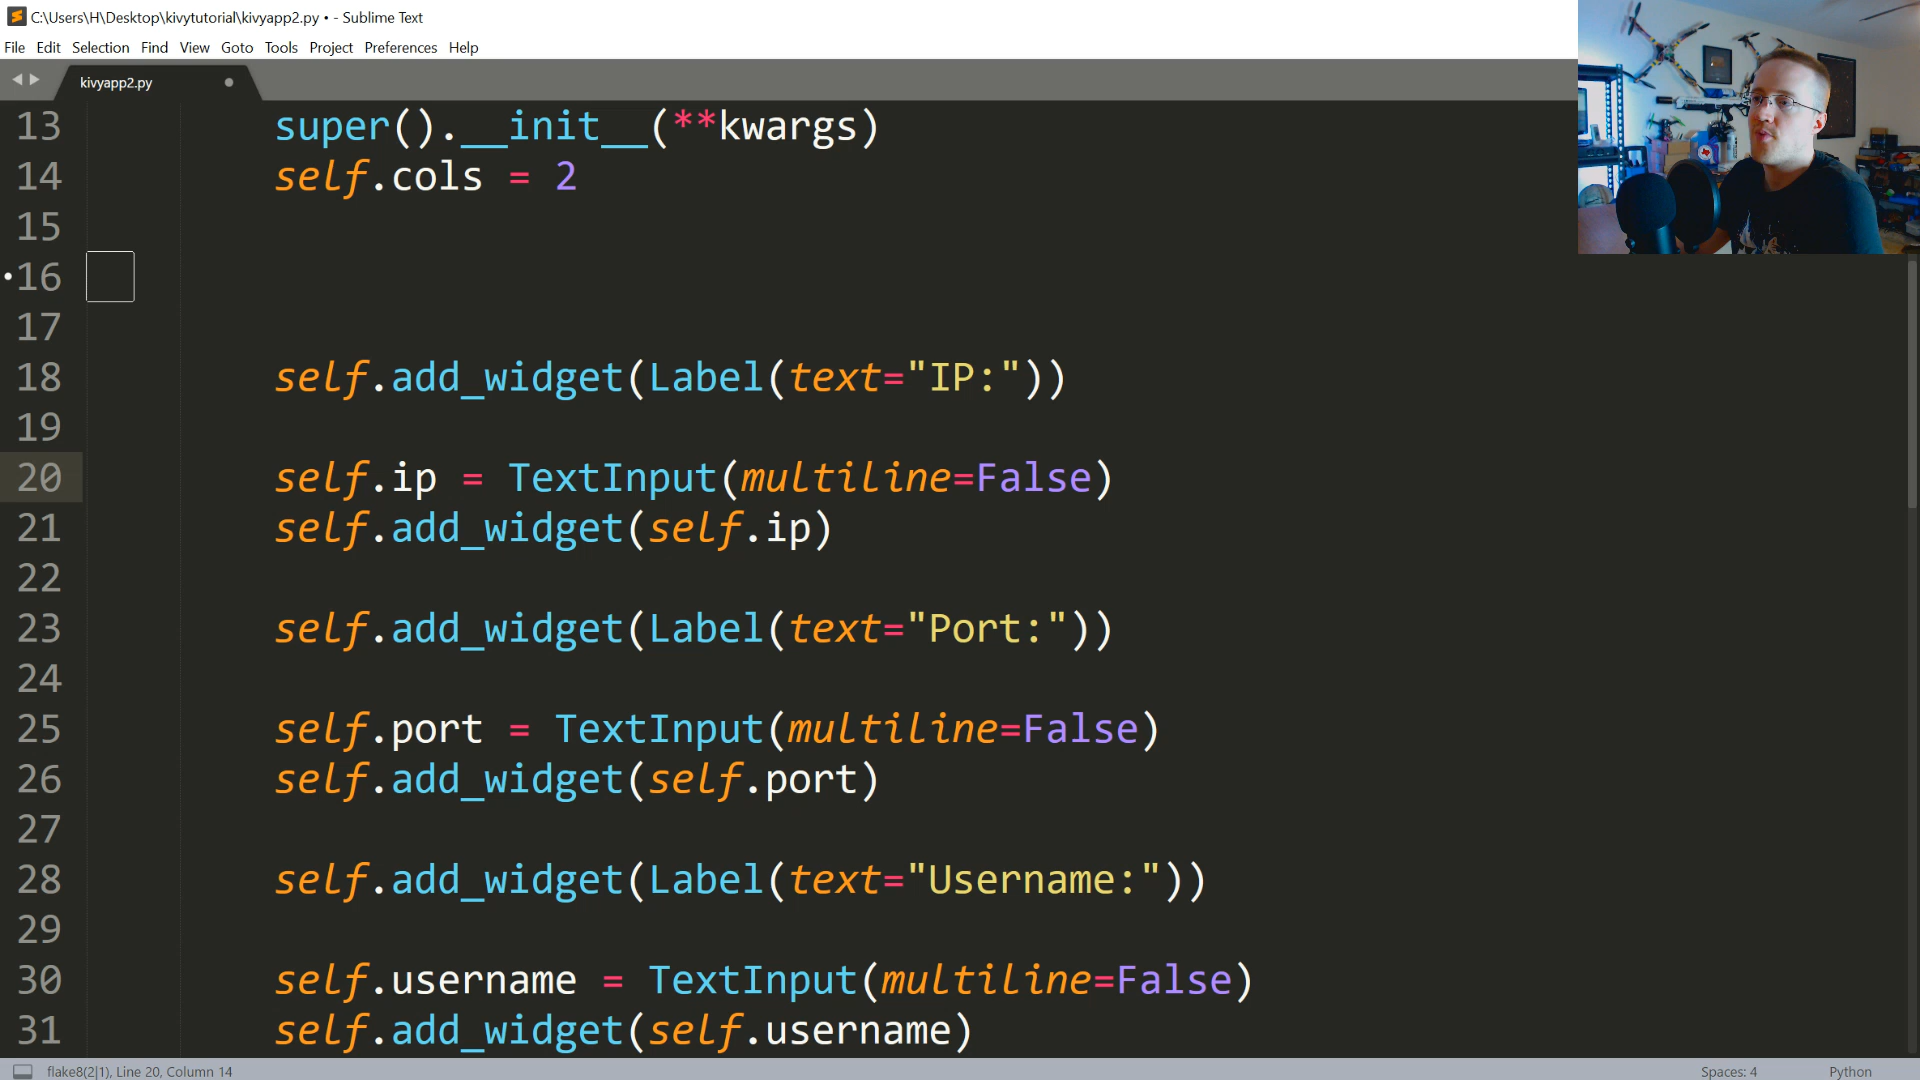 C:\Users\H\Desktop\kivytutorial\kivyapp2.py • - Sublime Text
File Edit Selection Find View Goto Tools Project Preferences Help
kivyapp2.py
13 super().__init__(**kwargs)
14 self.cols = 2
15
16
17
18 self.add_widget(Label(text="IP:"))
19
20 self.ip = TextInput(multiline=False)
21 self.add_widget(self.ip)
22
23 self.add_widget(Label(text="Port:"))
24
25 self.port = TextInput(multiline=False)
26 self.add_widget(self.port)
27
28 self.add_widget(Label(text="Username:"))
29
30 self.username = TextInput(multiline=False)
31 self.add_widget(self.username)
flake8(2|1), Line 20, Column 14 Spaces: 4 Python